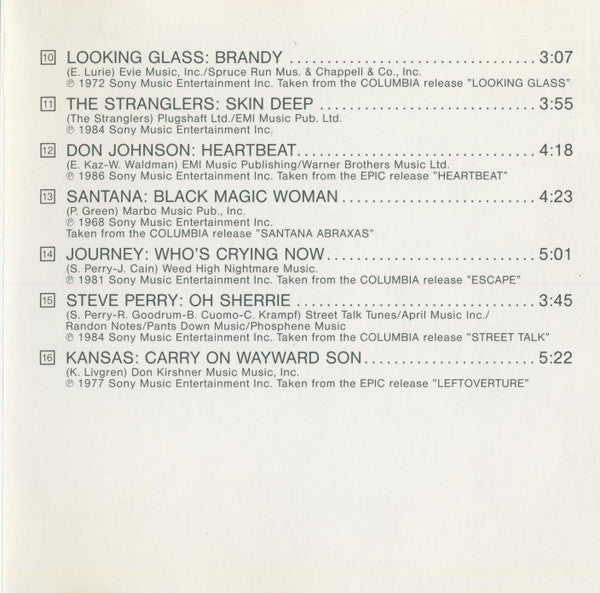 10 LOOKING GLASS: BRANDY ........................................ 3:07
(E. Lurie) Evie Music, Inc./Spruce Run Mus. & Chappell & Co., Inc.
℗ 1972 Sony Music Entertainment Inc. Taken from the COLUMBIA release "LOOKING GLASS"
11 THE STRANGLERS: SKIN DEEP ................................... 3:55
(The Stranglers) Plugshaft Ltd./EMI Music Pub. Ltd.
℗ 1984 Sony Music Entertainment Inc.
12 DON JOHNSON: HEARTBEAT...................................... 4:18
(E. Kaz-W. Waldman) EMI Music Publishing/Warner Brothers Music Ltd.
℗ 1986 Sony Music Entertainment Inc. Taken from the EPIC release "HEARTBEAT"
13 SANTANA: BLACK MAGIC WOMAN ............................... 4:23
(P. Green) Marbo Music Pub., Inc.
℗ 1968 Sony Music Entertainment Inc.
Taken from the COLUMBIA release "SANTANA ABRAXAS"
14 JOURNEY: WHO'S CRYING NOW.................................. 5:01
(S. Perry-J. Cain) Weed High Nightmare Music.
℗ 1981 Sony Music Entertainment Inc. Taken from the COLUMBIA release "ESCAPE"
15 STEVE PERRY: OH SHERRIE ..................................... 3:45
(S. Perry-R. Goodrum-B. Cuomo-C. Krampf) Street Talk Tunes/April Music Inc./
Randon Notes/Pants Down Music/Phosphene Music
℗ 1984 Sony Music Entertainment Inc. Taken from the COLUMBIA release "STREET TALK"
16 KANSAS: CARRY ON WAYWARD SON............................ 5:22
(K. Livgren) Don Kirshner Music Music, Inc.
℗ 1977 Sony Music Entertainment Inc. Taken from the EPIC release "LEFTOVERTURE"